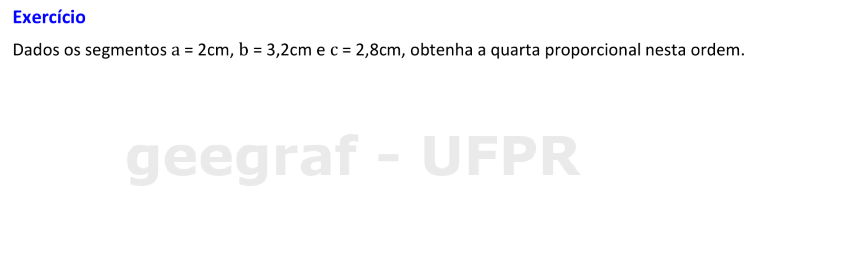 Exercício
Dados os segmentos a = 2cm, b = 3,2cm e c = 2,8cm, obtenha a quarta proporcional nesta ordem.
geegraf - UFPR